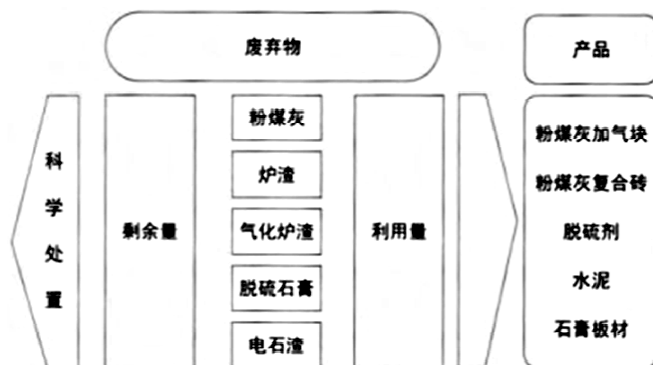 废弃物
产品
科学处置
剩余量
粉煤灰
炉渣
气化炉渣
脱硫石膏
电石渣
利用量
粉煤灰加气块
粉煤灰复合砖
脱硫剂
水泥
石膏板材